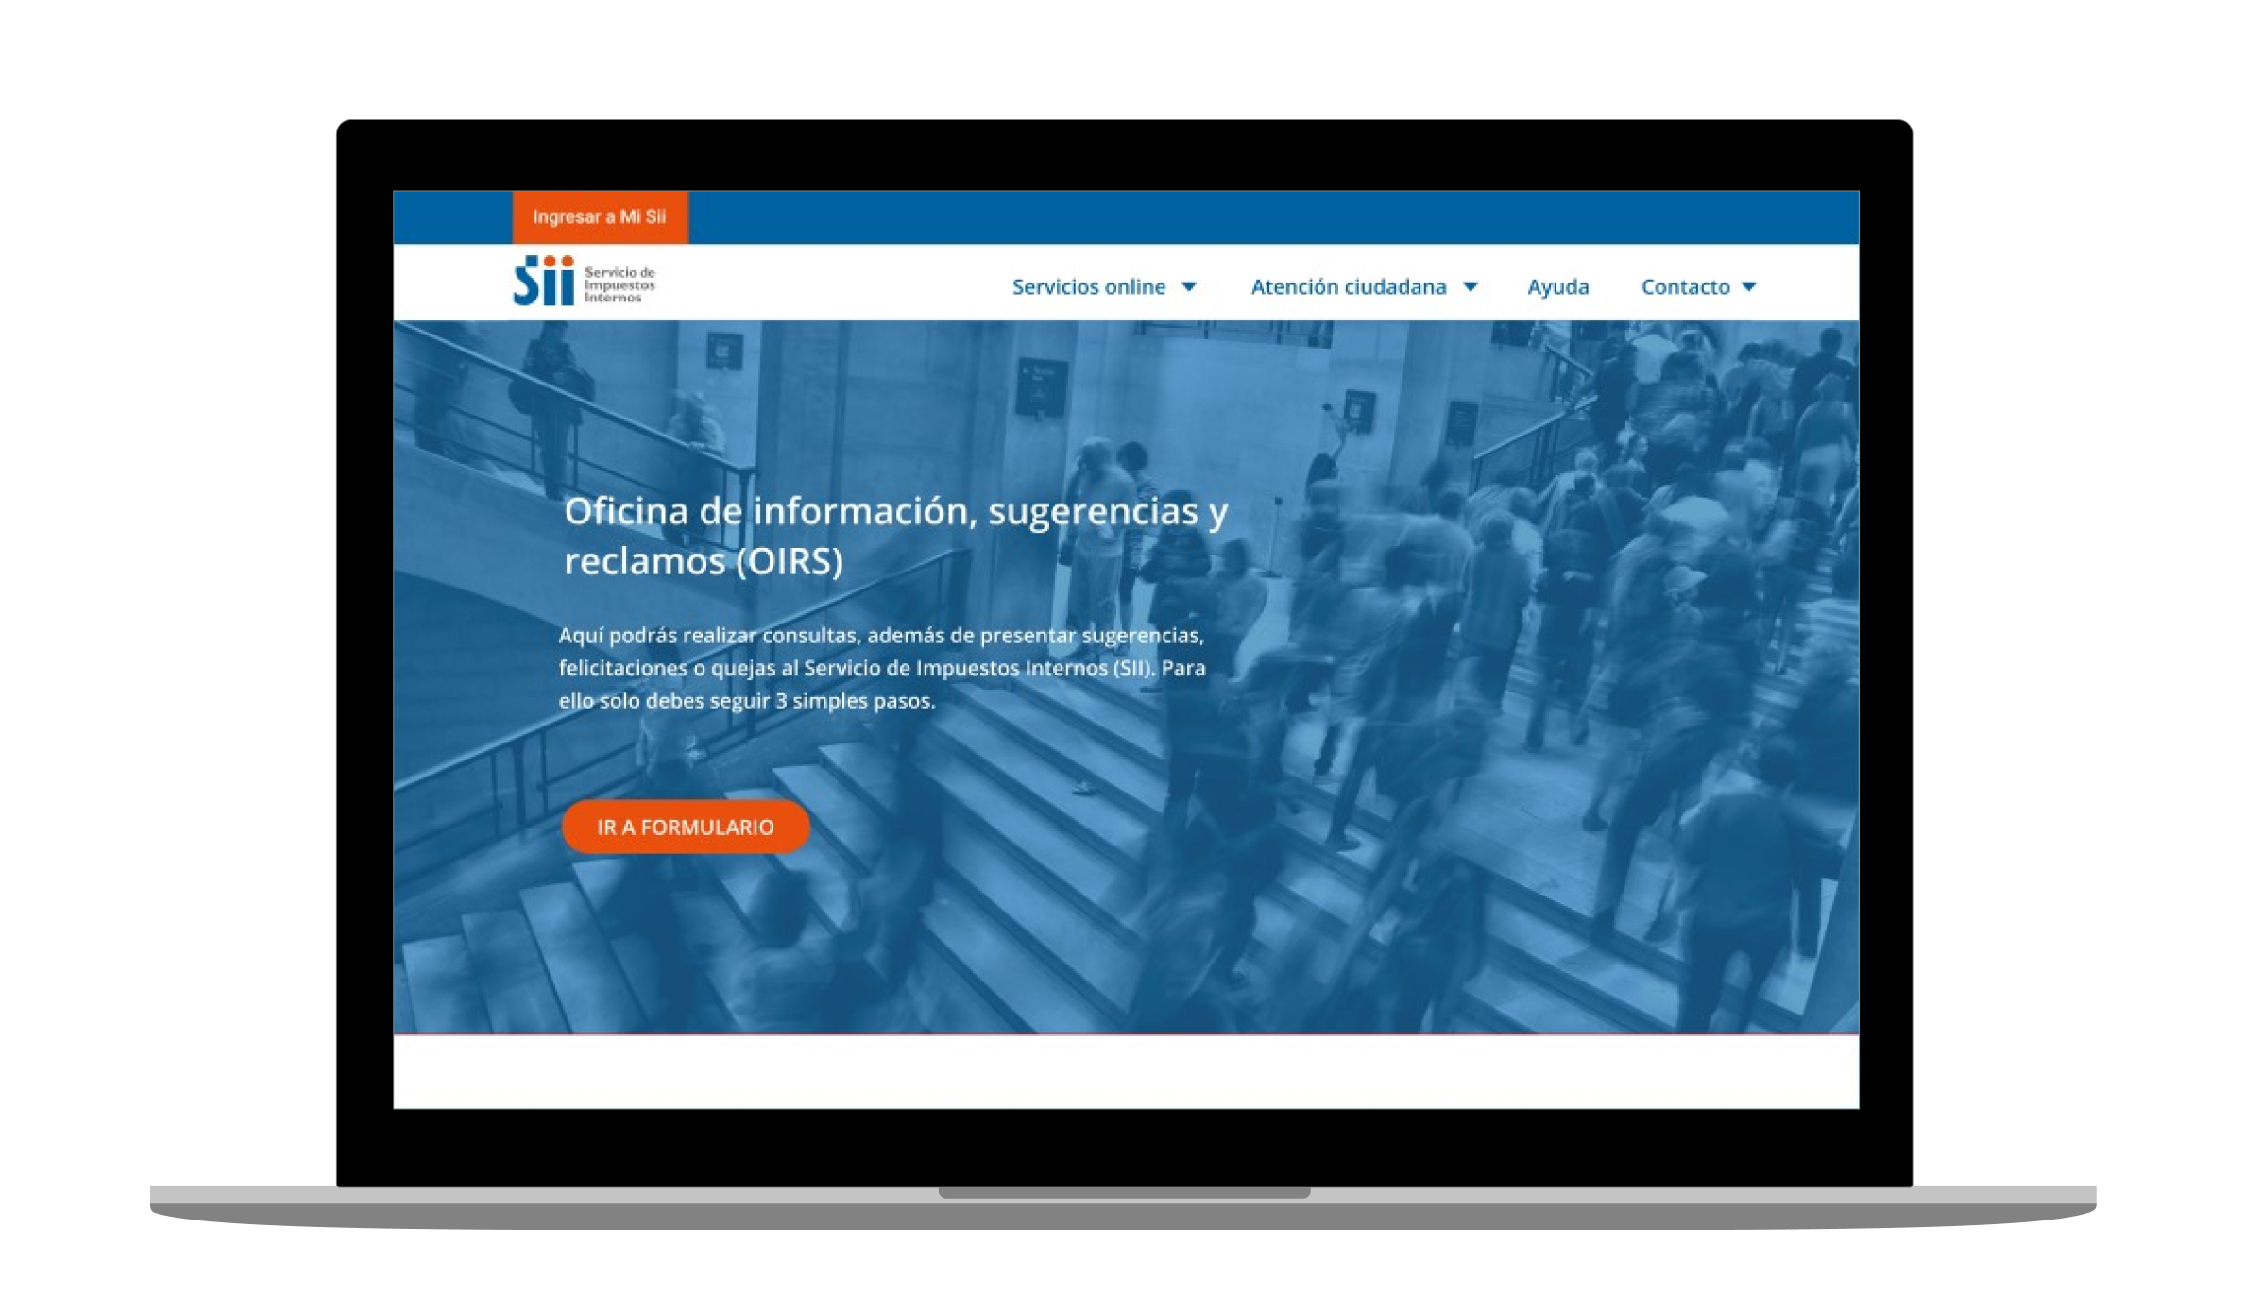 Ingresar a Mi Sii
Sii
Servicio de
Impuestos
Internos
Servicios online
Atención ciudadana
Ayuda
Contacto
Oficina de información, sugerencias y
reclamos (OIRS)
Aquí podrás realizar consultas, además de presentar sugerencias,
felicitaciones o quejas al Servicio de Impuestos Internos (SII). Para
ello solo debes seguir 3 simples pasos.
IR A FORMULARIO